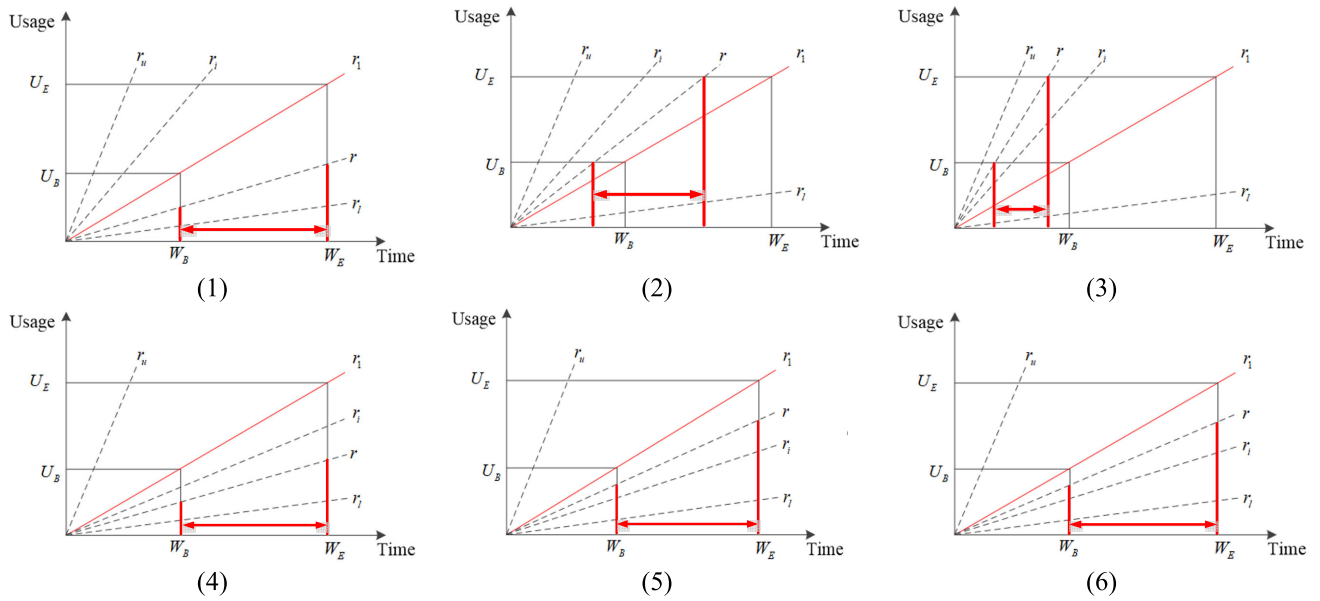 Usage
r_u
r_i
r_1
U_E
r
U_B
r_l
W_B
W_E
Time
(1)
Usage
r_u
r_i
r
r_1
U_E
U_B
r_l
W_B
W_E
Time
(2)
Usage
r_u
r
r_i
r_1
U_E
U_B
r_l
W_B
W_E
Time
(3)
Usage
r_u
r_1
U_E
r_i
r
U_B
r_l
W_B
W_E
Time
(4)
Usage
r_u
r_1
U_E
r
r_i
U_B
r_l
W_B
W_E
Time
(5)
Usage
r_u
r_1
U_E
r
r_i
U_B
r_l
W_B
W_E
Time
(6)